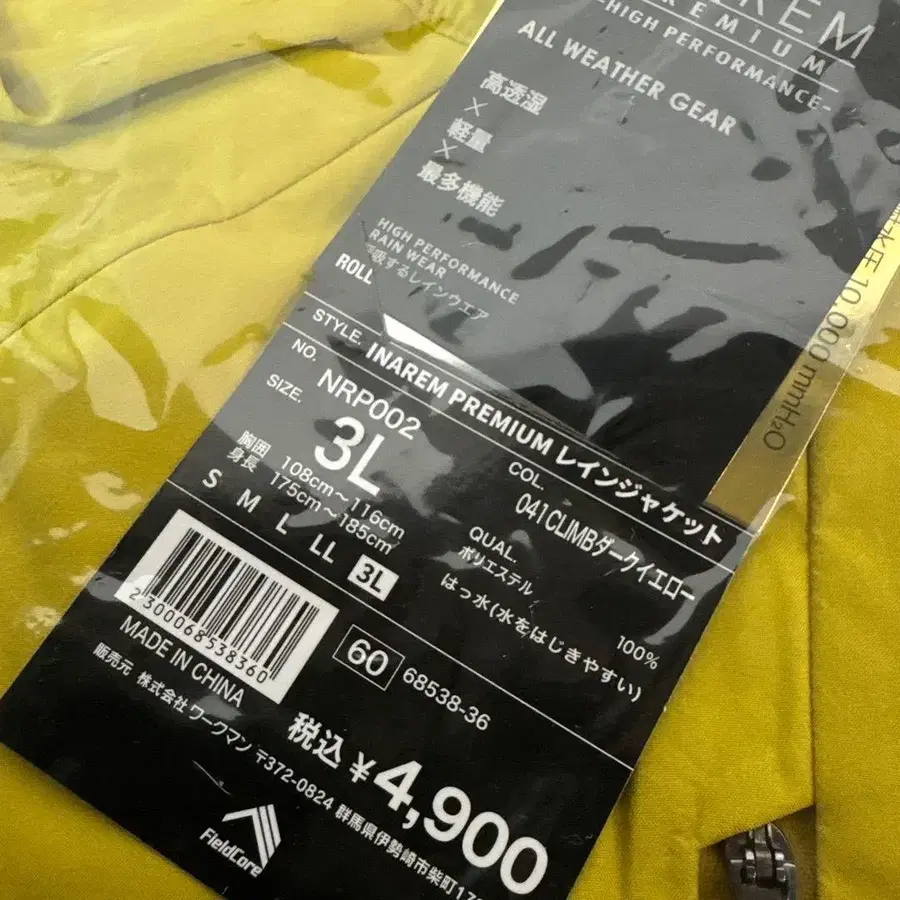 REM
REMIUM
-HIGH PERFORMANCE-
ALL WEATHER GEAR
高透湿
×
軽量
×
最多機能
HIGH PERFORMANCE
RAIN WEAR
吸するレインウエア
ROLL
水圧 10,000 mmH₂O
STYLE. INAREM PREMIUM レインジャケット
NO. NRP002
SIZE. 3L
胸囲 108cm～116cm
身長 175cm～185cm
S M L LL 3L
COL. 041CLIMBダークイエロー
QUAL.
ポリエステル 100%
はっ水(水をはじきやすい)
2300068538360
60 68538-36
MADE IN CHINA
税込¥4,900
販売元 株式会社 ワークマン 〒372-0824 群馬県伊勢崎市柴町17
FieldCore